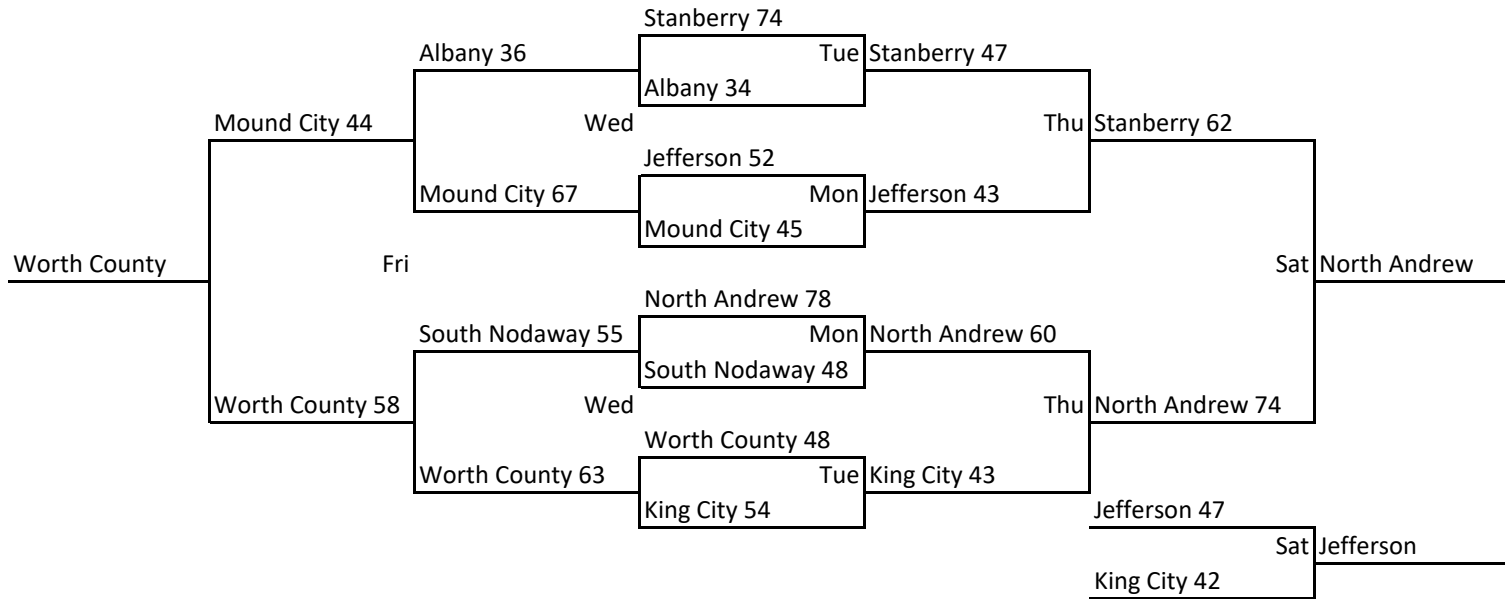 Stanberry 74
Albany 36
Tue Stanberry 47
Albany 34
Mound City 44
Wed
Thu Stanberry 62
Jefferson 52
Mound City 67
Mon Jefferson 43
Mound City 45
Worth County
Fri
Sat North Andrew
North Andrew 78
South Nodaway 55
Mon North Andrew 60
South Nodaway 48
Worth County 58
Wed
Thu North Andrew 74
Worth County 48
Worth County 63
Tue King City 43
King City 54
Jefferson 47
Sat Jefferson
King City 42